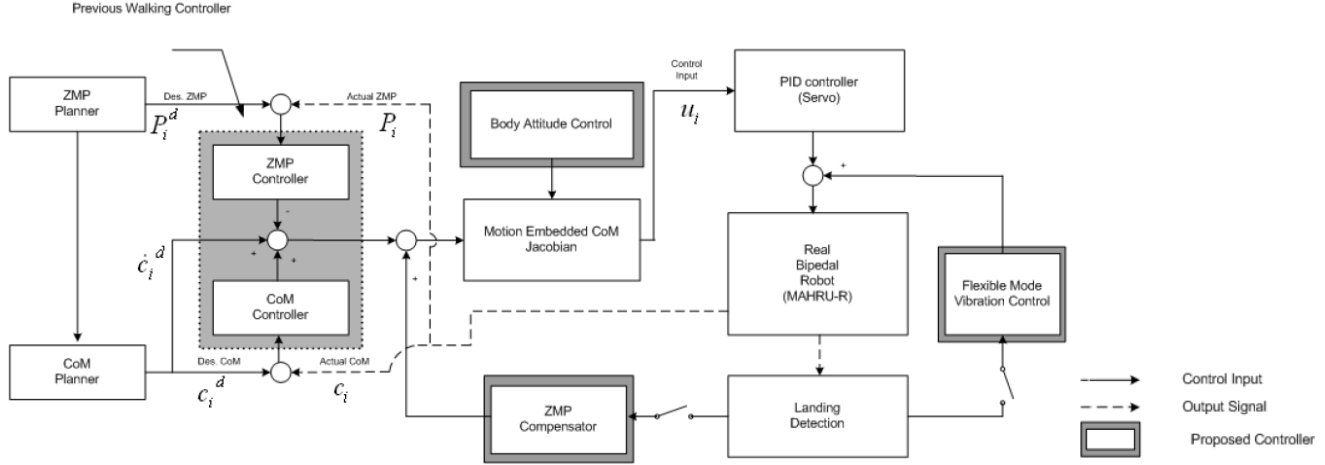 Previous Walking Controller
ZMP
Planner
Des. ZMP
P_i^d
Actual ZMP
P_i
ZMP
Controller
-
+
+
ċ_i^d
CoM
Controller
CoM
Planner
Des. CoM
c_i^d
Actual CoM
c_i
+
Body Attitude Control
Motion Embedded CoM
Jacobian
Control
Input
u_i
PID controller
(Servo)
+
Real
Bipedal
Robot
(MAHRU-R)
Flexible Mode
Vibration Control
ZMP
Compensator
Landing
Detection
Control Input
Output Signal
Proposed Controller